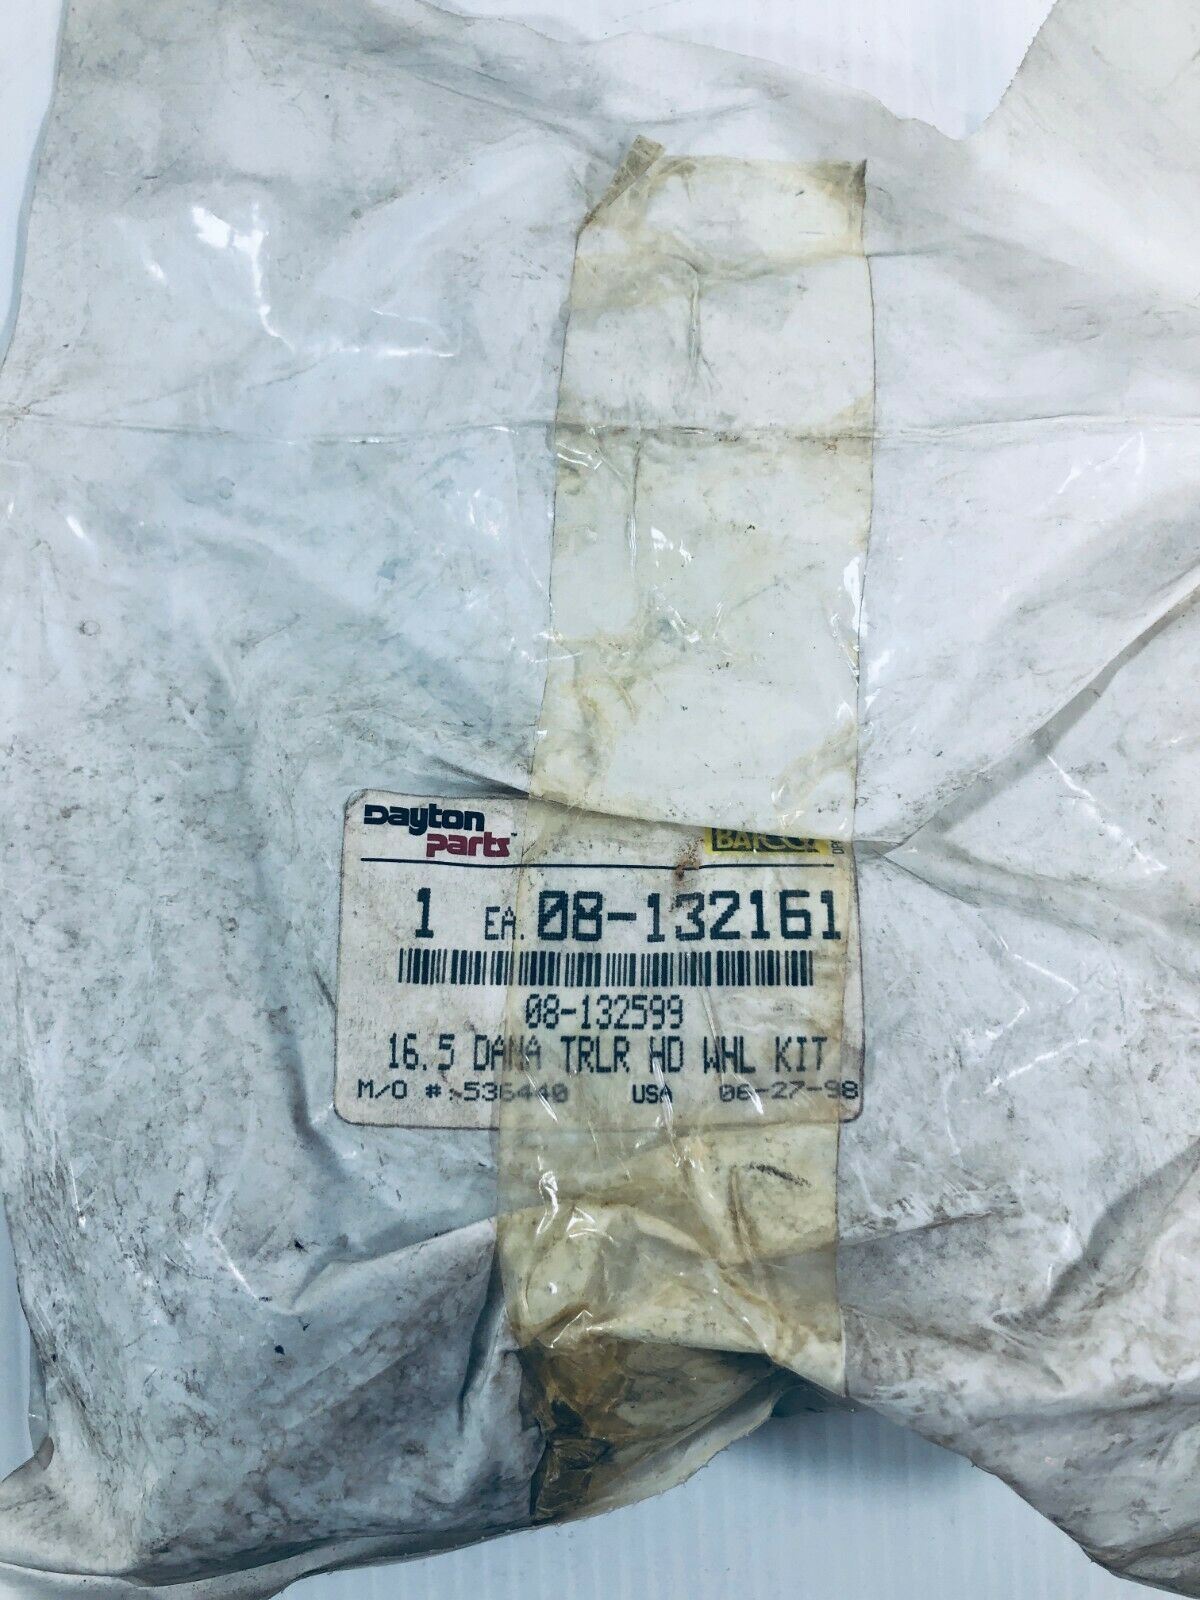 Dayton
Parts™
1 EA. 08-132161
08-132599
16.5 DANA TRLR HD WHL KIT
M/O #: 536440 USA 06-27-98